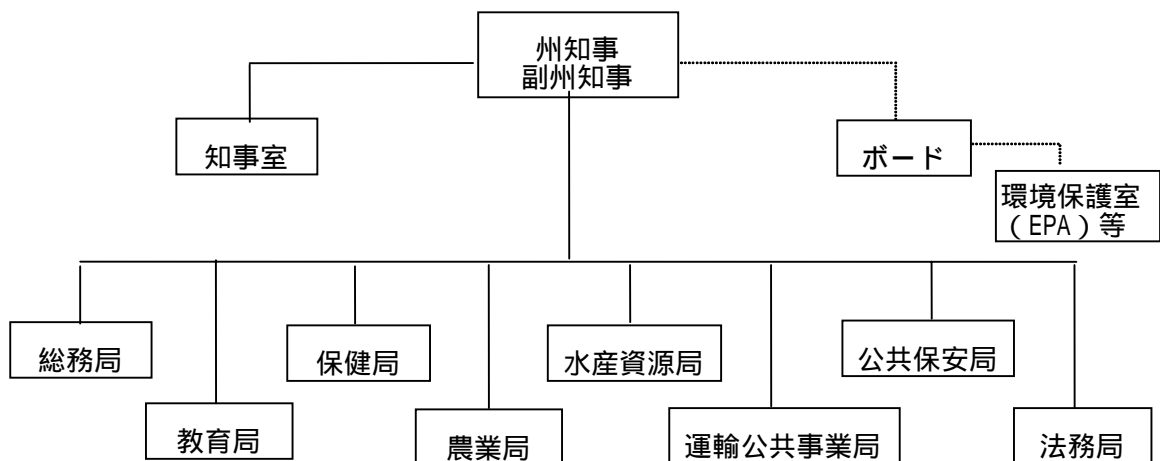 州知事
副州知事
知事室
ボード
環境保護室
（EPA）等
総務局
保健局
水産資源局
公共保安局
教育局
農業局
運輸公共事業局
法務局